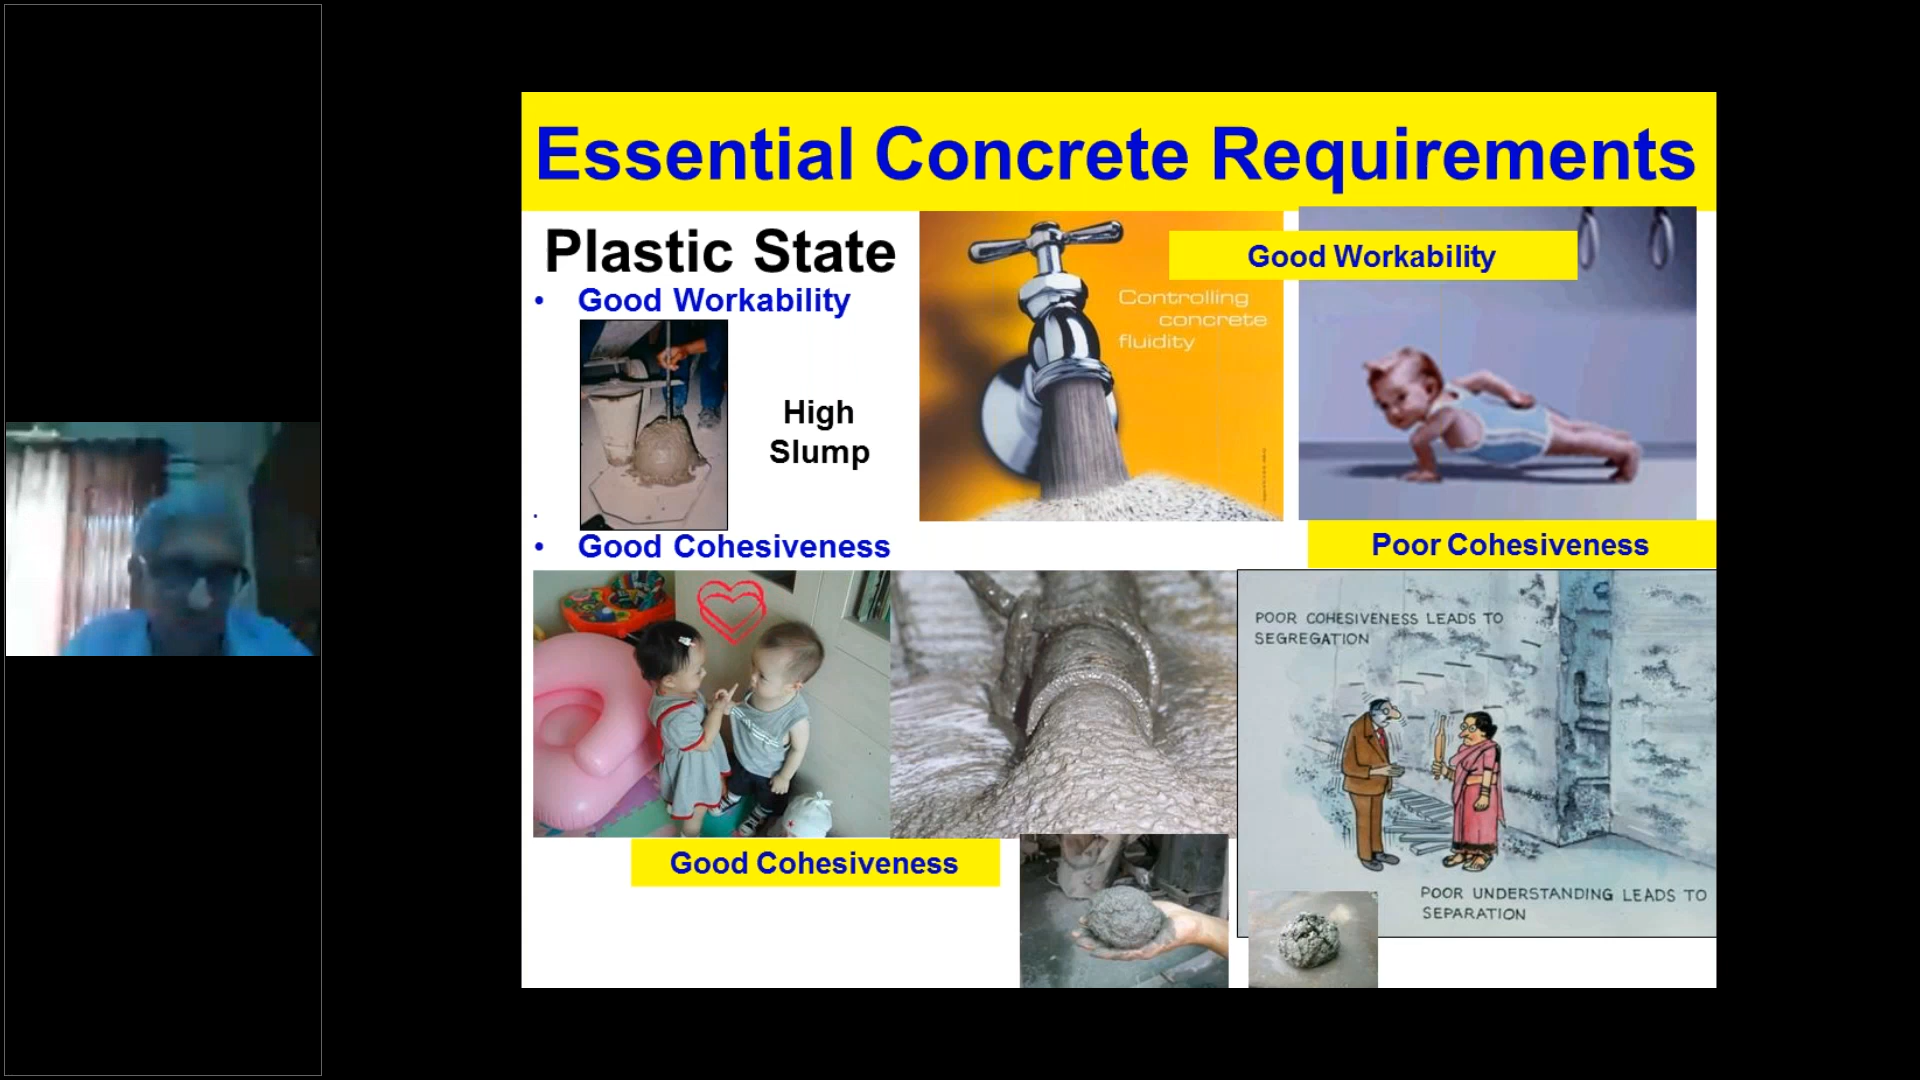 Essential Concrete Requirements
Plastic State
• Good Workability
High
Slump
Controlling
concrete
fluidity
Good Workability
• Good Cohesiveness
Poor Cohesiveness
POOR COHESIVENESS LEADS TO
SEGREGATION
POOR UNDERSTANDING LEADS TO
SEPARATION
Good Cohesiveness